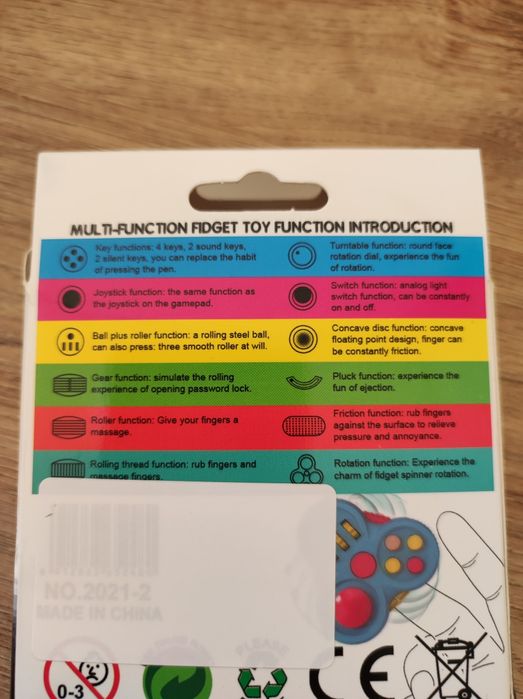 MULTI-FUNCTION FIDGET TOY FUNCTION INTRODUCTION
Key functions: 4 keys, 2 sound keys,
2 silent keys, you can replace the habit
of pressing the pen.
Turntable function: round face
rotation dial, experience the fun
of rotation.
Joystick function: the same function as
the joystick on the gamepad.
Switch function: analog light
switch function, can be constantly
on and off.
Ball plus roller function: a rolling steel ball,
can also press: three smooth roller at will.
Concave disc function: concave
floating point design, finger can
be constantly friction.
Gear function: simulate the rolling
experience of opening password lock.
Pluck function: experience the
fun of ejection.
Roller function: Give your fingers a
massage.
Friction function: rub fingers
against the surface to relieve
pressure and annoyance.
Rolling thread function: rub fingers and
massage fingers.
Rotation function: Experience the
charm of fidget spinner rotation.
NO.2021-2
MADE IN CHINA
0-3
PLEASE
CE